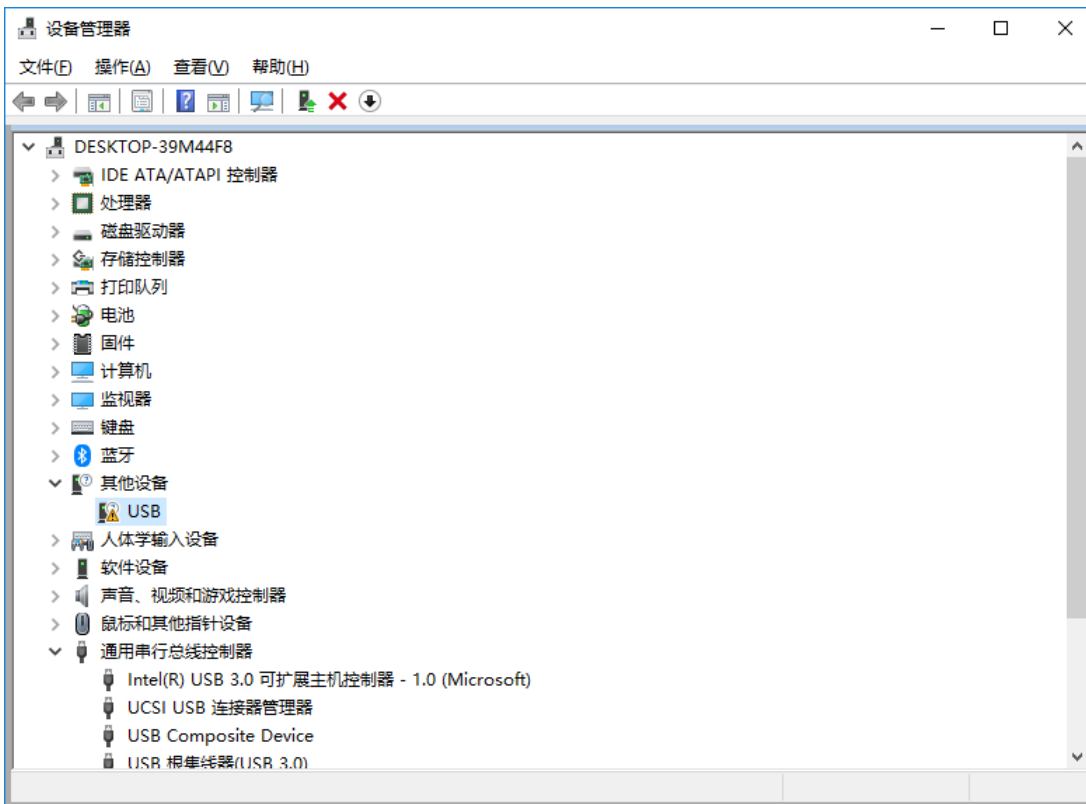 设备管理器
文件(F) 操作(A) 查看(V) 帮助(H)
DESKTOP-39M44F8
IDE ATA/ATAPI 控制器
处理器
磁盘驱动器
存储控制器
打印队列
电池
固件
计算机
监视器
键盘
蓝牙
其他设备
USB
人体学输入设备
软件设备
声音、视频和游戏控制器
鼠标和其他指针设备
通用串行总线控制器
Intel(R) USB 3.0 可扩展主机控制器 - 1.0 (Microsoft)
UCSI USB 连接器管理器
USB Composite Device
USB 根集线器(USB 3.0)